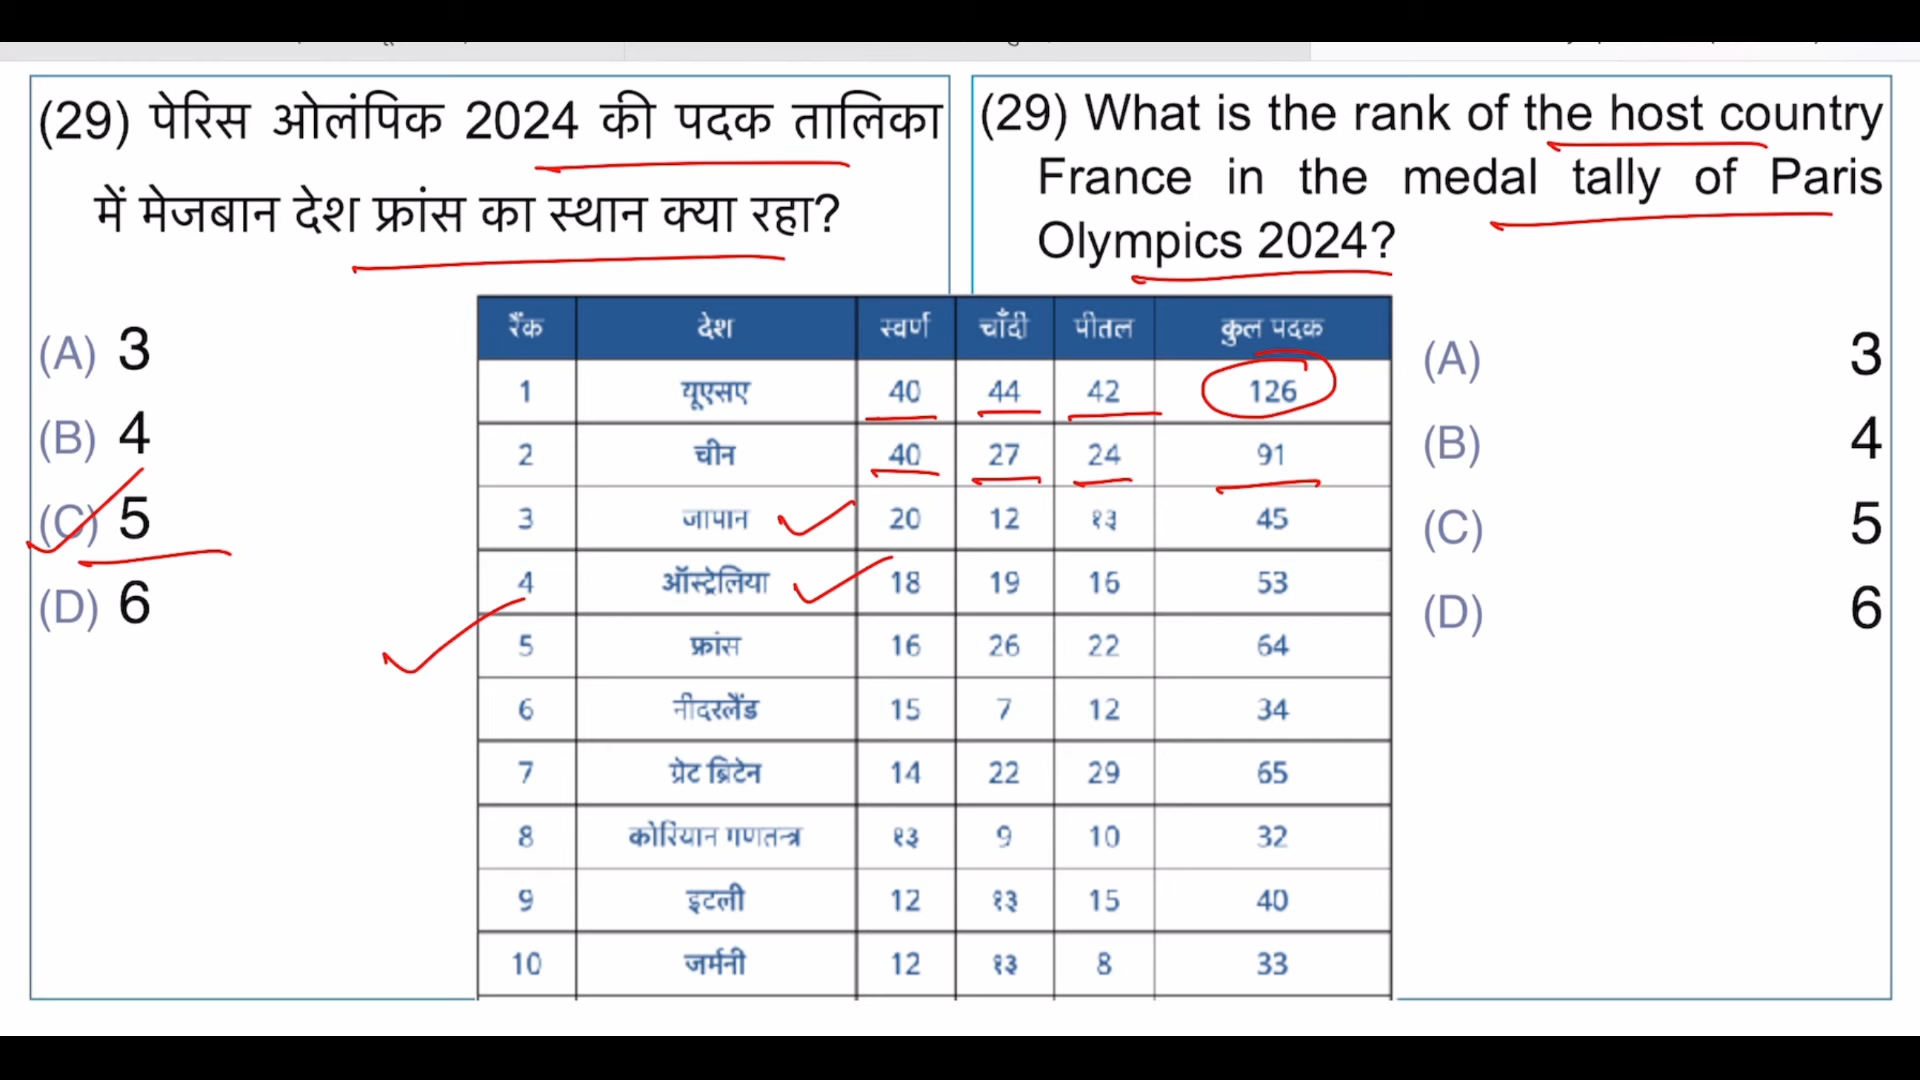 (29) पेरिस ओलंपिक 2024 की पदक तालिका
में मेजबान देश फ्रांस का स्थान क्या रहा?
(A) 3
(B) 4
(C) 5
(D) 6
(29) What is the rank of the host country
France in the medal tally of Paris
Olympics 2024?
(A) 3
(B) 4
(C) 5
(D) 6
रैंक देश स्वर्ण चाँदी पीतल कुल पदक
1 यूएसए 40 44 42 126
2 चीन 40 27 24 91
3 जापान 20 12 १३ 45
4 ऑस्ट्रेलिया 18 19 16 53
5 फ्रांस 16 26 22 64
6 नीदरलैंड 15 7 12 34
7 ग्रेट ब्रिटेन 14 22 29 65
8 कोरियान गणतन्त्र १३ 9 10 32
9 इटली 12 १३ 15 40
10 जर्मनी 12 १३ 8 33